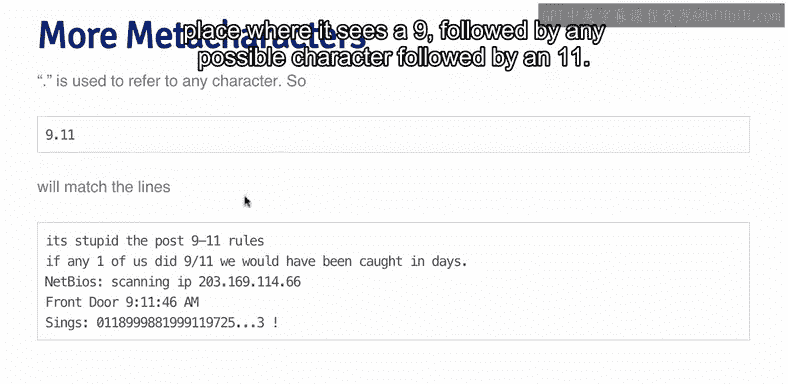 More Metacharacters
place where it sees a 9, followed by any
possible character followed by an 11.
“.” is used to refer to any character. So
9.11
will match the lines
its stupid the post 9-11 rules
if any 1 of us did 9/11 we would have been caught in days.
NetBios: scanning ip 203.169.114.66
Front Door 9:11:46 AM
Sings: 0118999881999119725...3 !